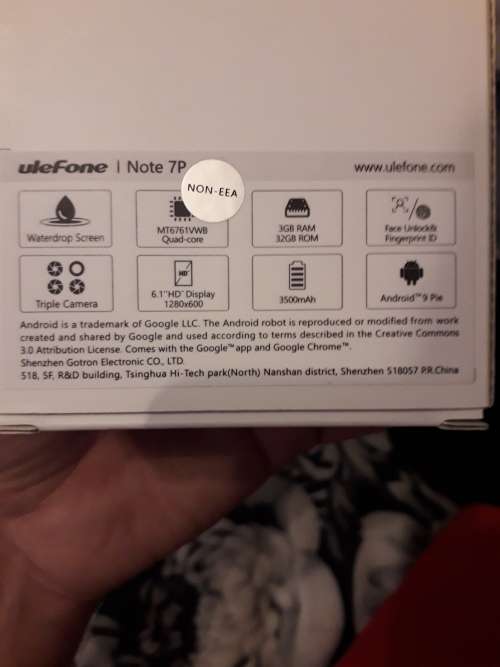 uleFone | Note 7P
www.ulefone.com
NON-EEA
Waterdrop Screen
MT6761VWB
Quad-core
3GB RAM
32GB ROM
Face Unlock&
Fingerprint ID
Triple Camera
HD
6.1"HD+ Display
1280x600
3500mAh
Android™ 9 Pie
Android is a trademark of Google LLC. The Android robot is reproduced or modified from work
created and shared by Google and used according to terms described in the Creative Commons
3.0 Attribution License. Comes with the Google™ app and Google Chrome™.
Shenzhen Gotron Electronic CO., LTD.
518, 5F, R&D building, Tsinghua Hi-Tech park(North) Nanshan district, Shenzhen 518057 P.R.China